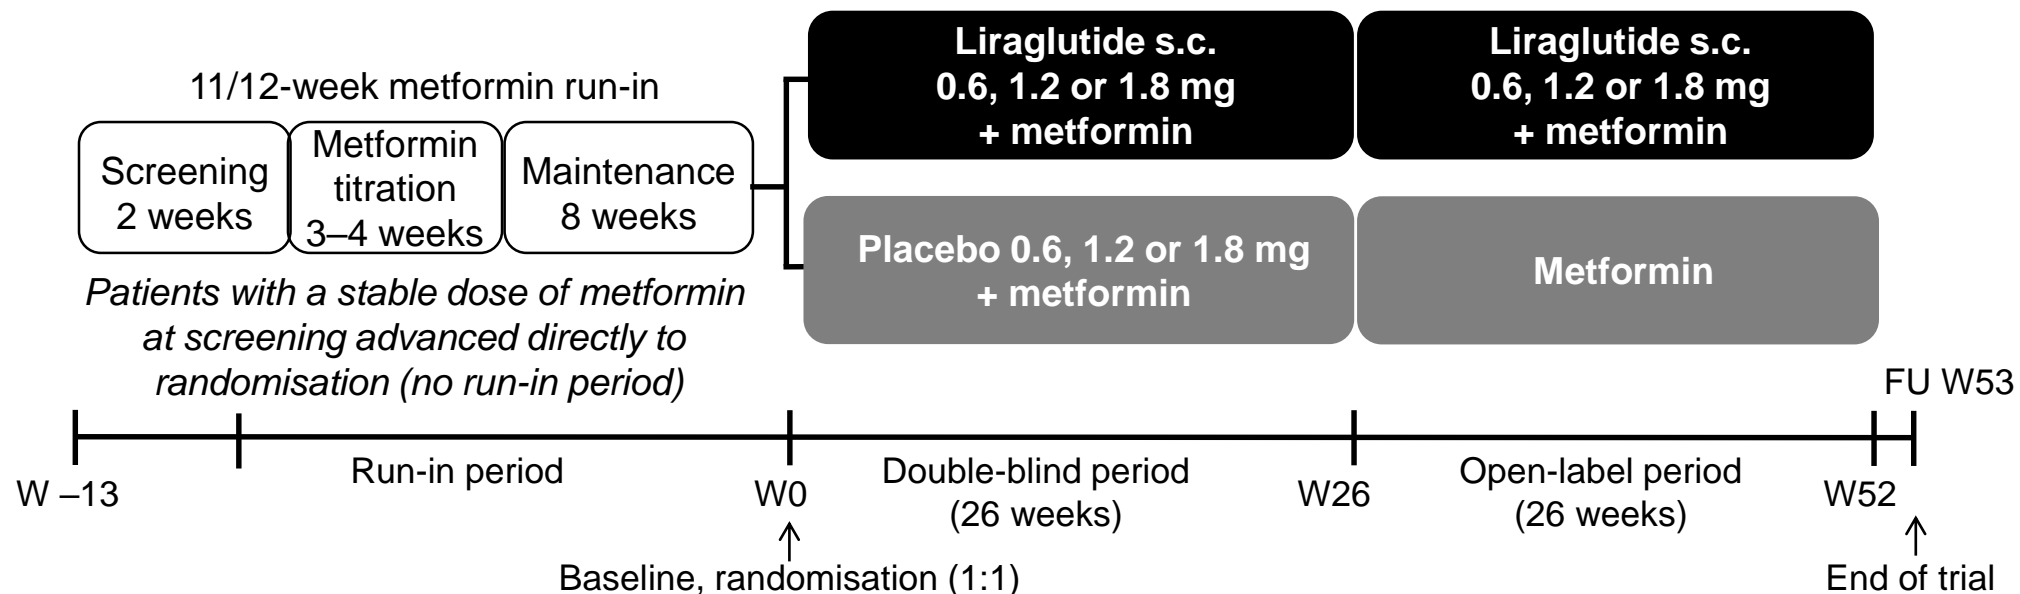 11/12-week metformin run-in
Screening
2 weeks
Metformin
titration
3–4 weeks
Maintenance
8 weeks
Patients with a stable dose of metformin
at screening advanced directly to
randomisation (no run-in period)
Liraglutide s.c.
0.6, 1.2 or 1.8 mg
+ metformin
Liraglutide s.c.
0.6, 1.2 or 1.8 mg
+ metformin
Placebo 0.6, 1.2 or 1.8 mg
+ metformin
Metformin
FU W53
W –13
Run-in period
W0
Double-blind period
(26 weeks)
W26
Open-label period
(26 weeks)
W52
Baseline, randomisation (1:1)
End of trial